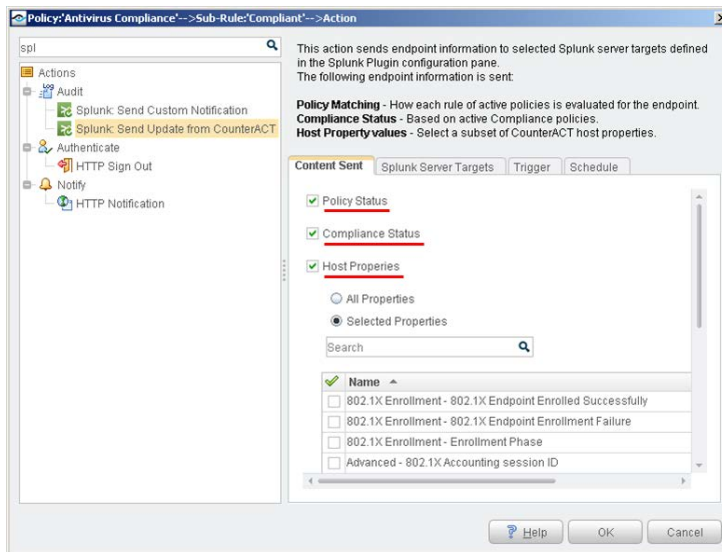 Policy:'Antivirus Compliance'-->Sub-Rule:'Compliant'-->Action
spl
Actions
Audit
Splunk: Send Custom Notification
Splunk: Send Update from CounterACT
Authenticate
HTTP Sign Out
Notify
HTTP Notification
This action sends endpoint information to selected Splunk server targets defined
in the Splunk Plugin configuration pane.
The following endpoint information is sent:
Policy Matching - How each rule of active policies is evaluated for the endpoint.
Compliance Status - Based on active Compliance policies.
Host Property values - Select a subset of CounterACT host properties.
Content Sent Splunk Server Targets Trigger Schedule
Policy Status
Compliance Status
Host Properies
All Properties
Selected Properties
Search
Name
802.1X Enrollment - 802.1X Endpoint Enrolled Successfully
802.1X Enrollment - 802.1X Endpoint Enrollment Failure
802.1X Enrollment - Enrollment Phase
Advanced - 802.1X Accounting session ID
Help OK Cancel